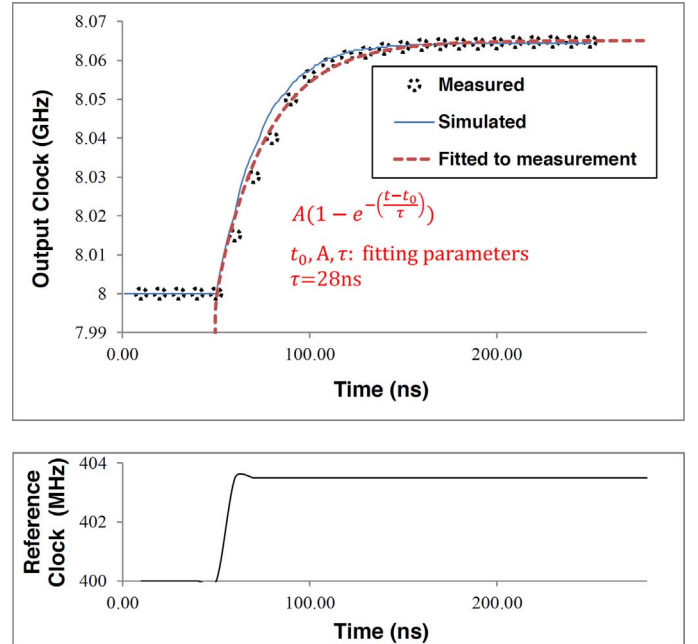 8.07
8.06
8.05
8.04
8.03
8.02
8.01
8
7.99
Output Clock (GHz)
Measured
Simulated
Fitted to measurement
A(1 − e^{−((t−t₀)/τ)})
t₀, A, τ: fitting parameters
τ=28ns
0.00 100.00 200.00
Time (ns)
404
402
400
Reference
Clock (MHz)
0.00 100.00 200.00
Time (ns)